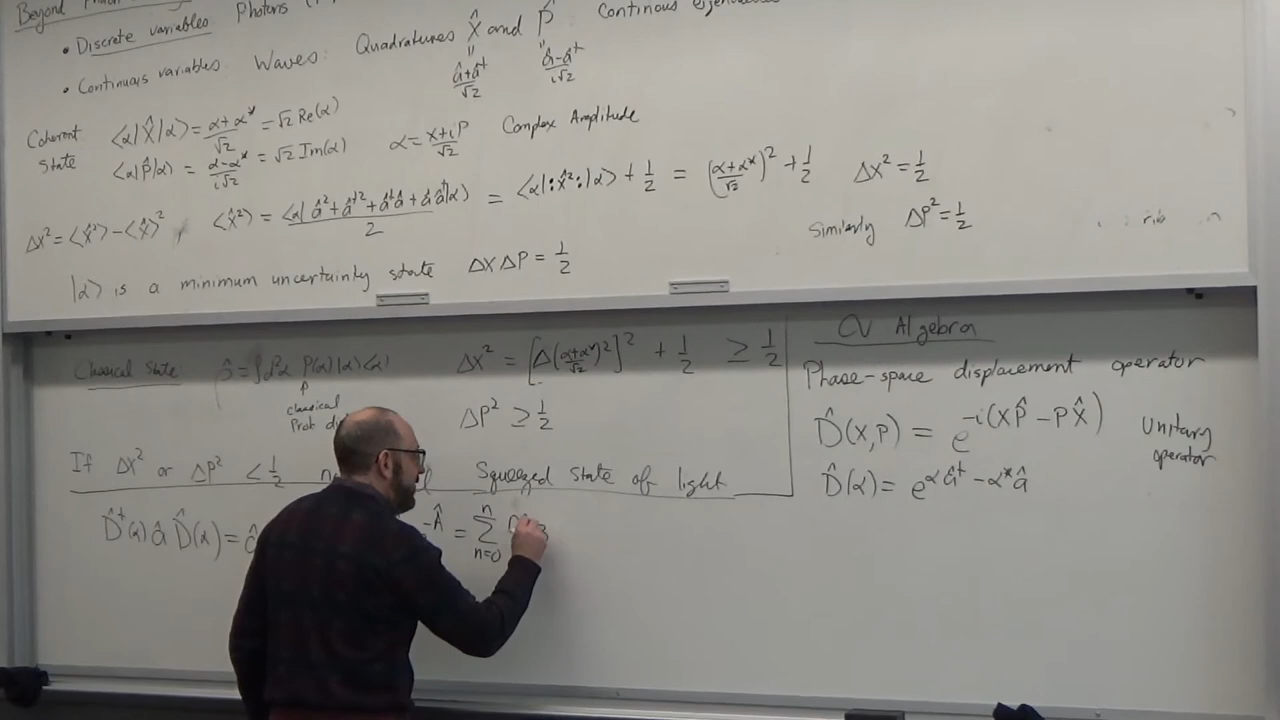 Beyond
• Discrete variables Photons
• Continuous variables Waves: Quadratures X̂ and P̂ Continous
(â+â†)/√2 (â-â†)/i√2
Coherent State
⟨α|X̂|α⟩ = (α+α*)/√2 = √2 Re(α)
⟨α|P̂|α⟩ = (α-α*)/i√2 = √2 Im(α)
α = (X+iP)/√2 Complex Amplitude
ΔX² = ⟨X̂²⟩-⟨X̂⟩² , ⟨X̂²⟩ = ⟨α|â²+â†²+â†â+ââ†|α⟩/2 = ⟨α|:X̂²:|α⟩ + 1/2 = ((α+α*)/√2)² + 1/2 ΔX² = 1/2
Similarly ΔP² = 1/2
|α⟩ is a minimum uncertainty state ΔX ΔP = 1/2
Classical State ρ̂ = ∫d²α P(α)|α⟩⟨α| ΔX² = [Δ((α+α*)/√2)²]² + 1/2 ≥ 1/2
classical
Prob ΔP² ≥ 1/2
If ΔX² or ΔP² < 1/2 Squeezed state of light
D̂†(α) â D̂(α) = -Â = Σ n=0 n
CV Algebra
Phase-space displacement operator
D̂(X,P) = e^{-i(XP̂ - PX̂)} Unitary operator
D̂(α) = e^{αâ† - α*â}